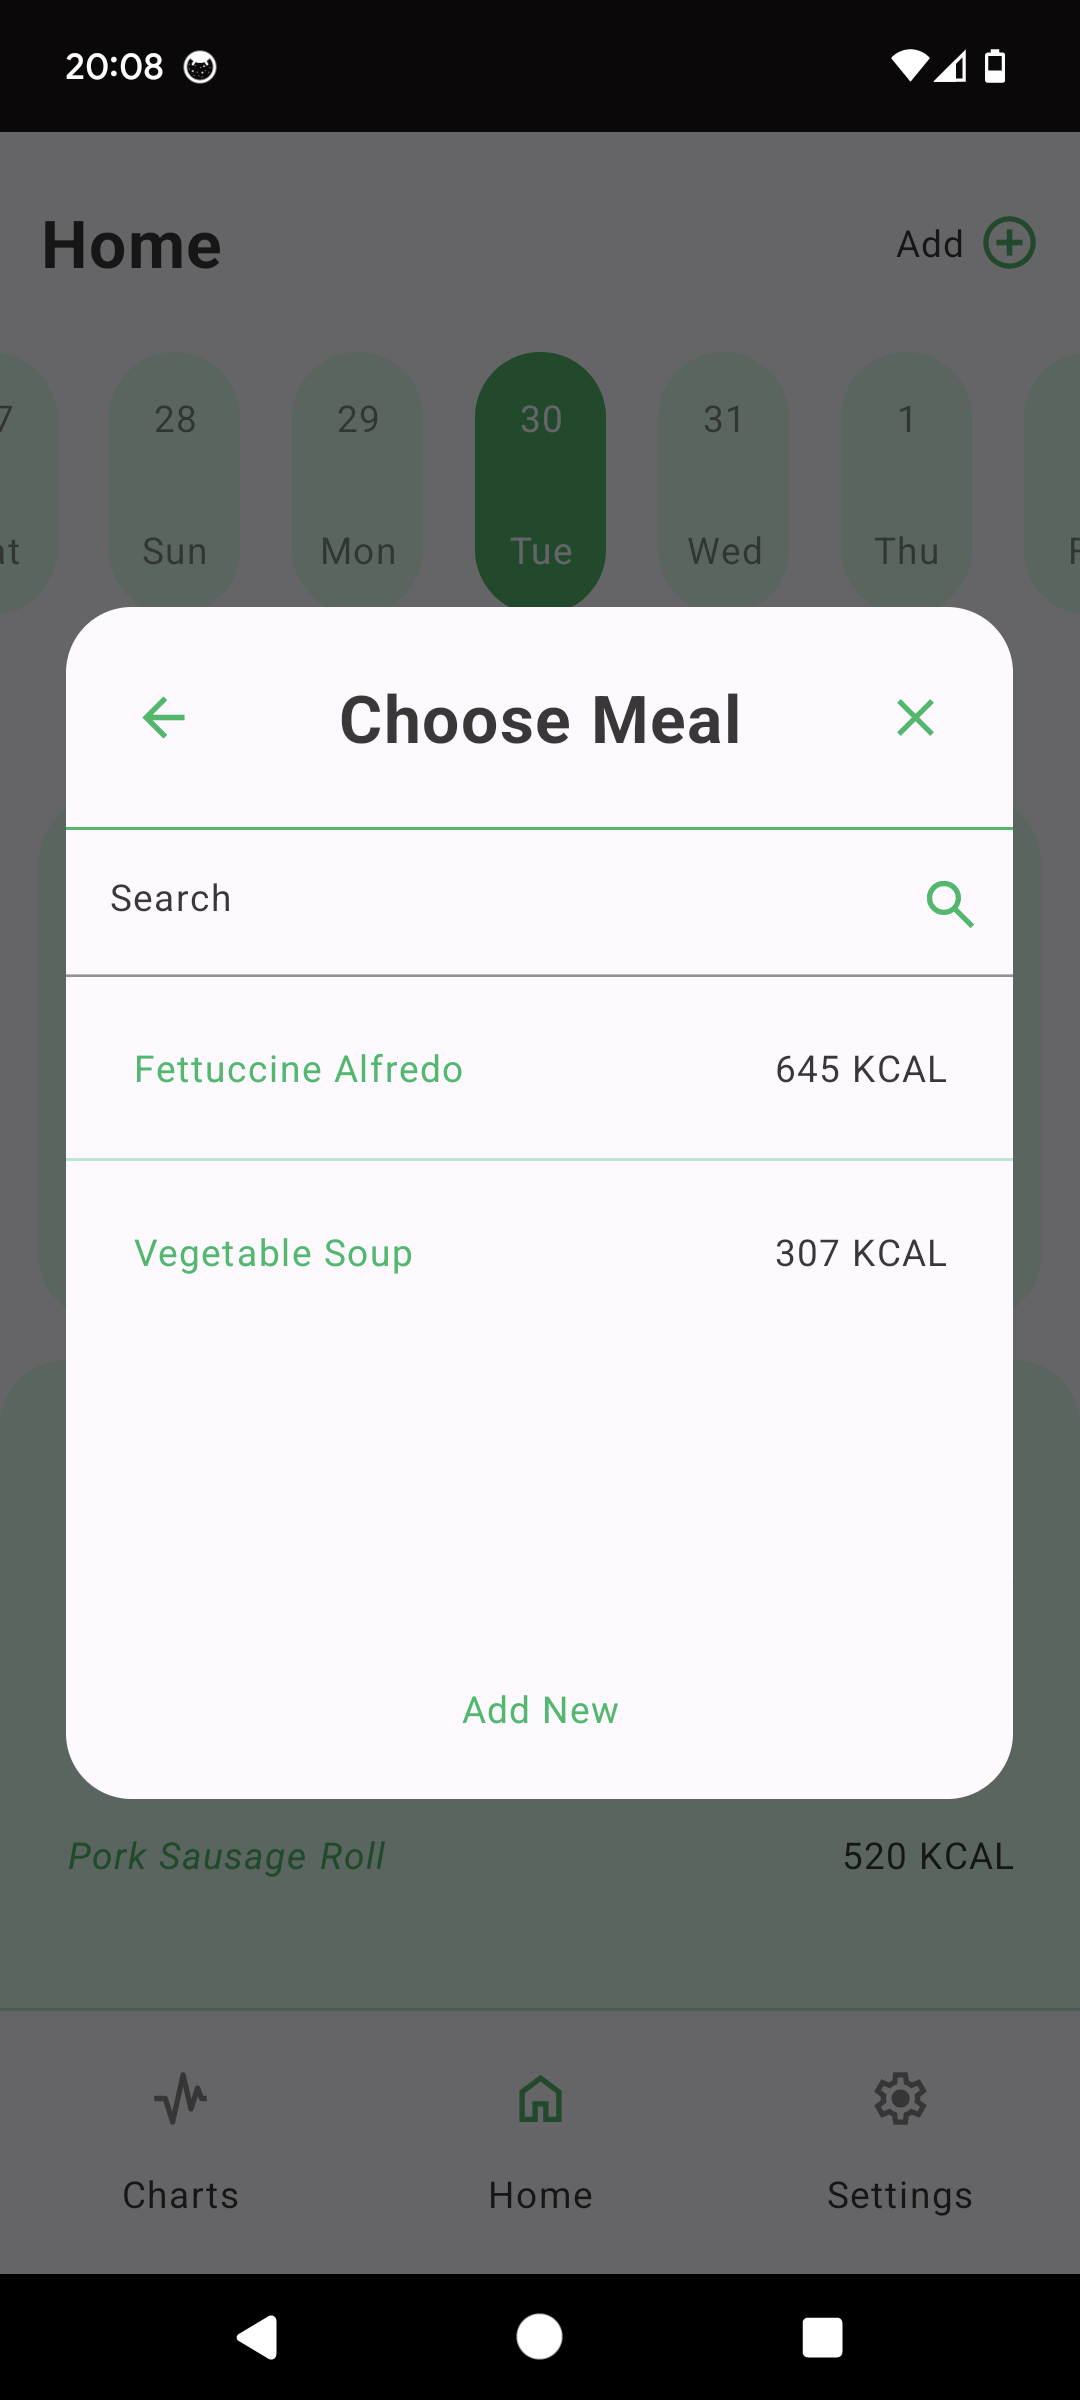 20:08
Home
Add
7 28 29 30 31 1
at Sun Mon Tue Wed Thu F
Choose Meal
Search
Fettuccine Alfredo 645 KCAL
Vegetable Soup 307 KCAL
Add New
Pork Sausage Roll 520 KCAL
Charts Home Settings